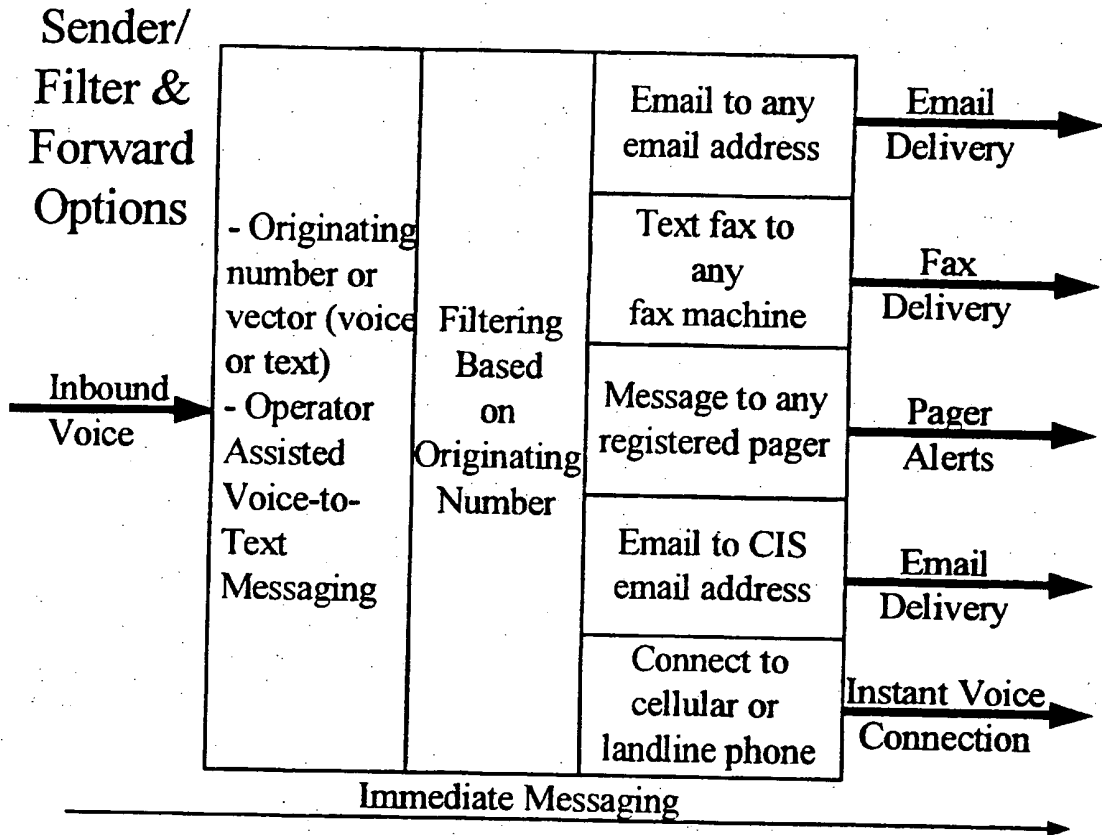 Sender/
Filter &
Forward
Options
Inbound
Voice
- Originating
number or
vector (voice
or text)
- Operator
Assisted
Voice-to-
Text
Messaging
Filtering
Based
on
Originating
Number
Email to any
email address
Text fax to
any
fax machine
Message to any
registered pager
Email to CIS
email address
Connect to
cellular or
landline phone
Email
Delivery
Fax
Delivery
Pager
Alerts
Email
Delivery
Instant Voice
Connection
Immediate Messaging